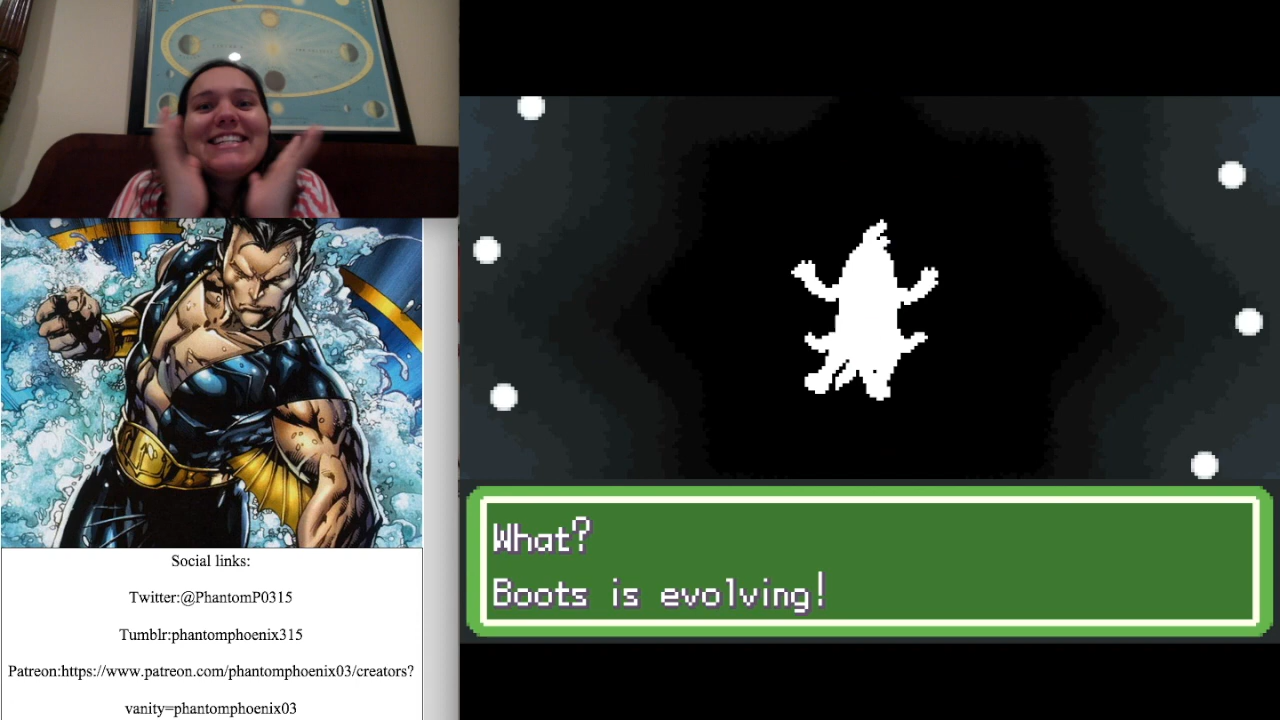 Social links:
Twitter:@PhantomP0315
Tumblr:phantomphoenix315
Patreon:https://www.patreon.com/phantomphoenix03/creators?
vanity=phantomphoenix03
What?
Boots is evolving!